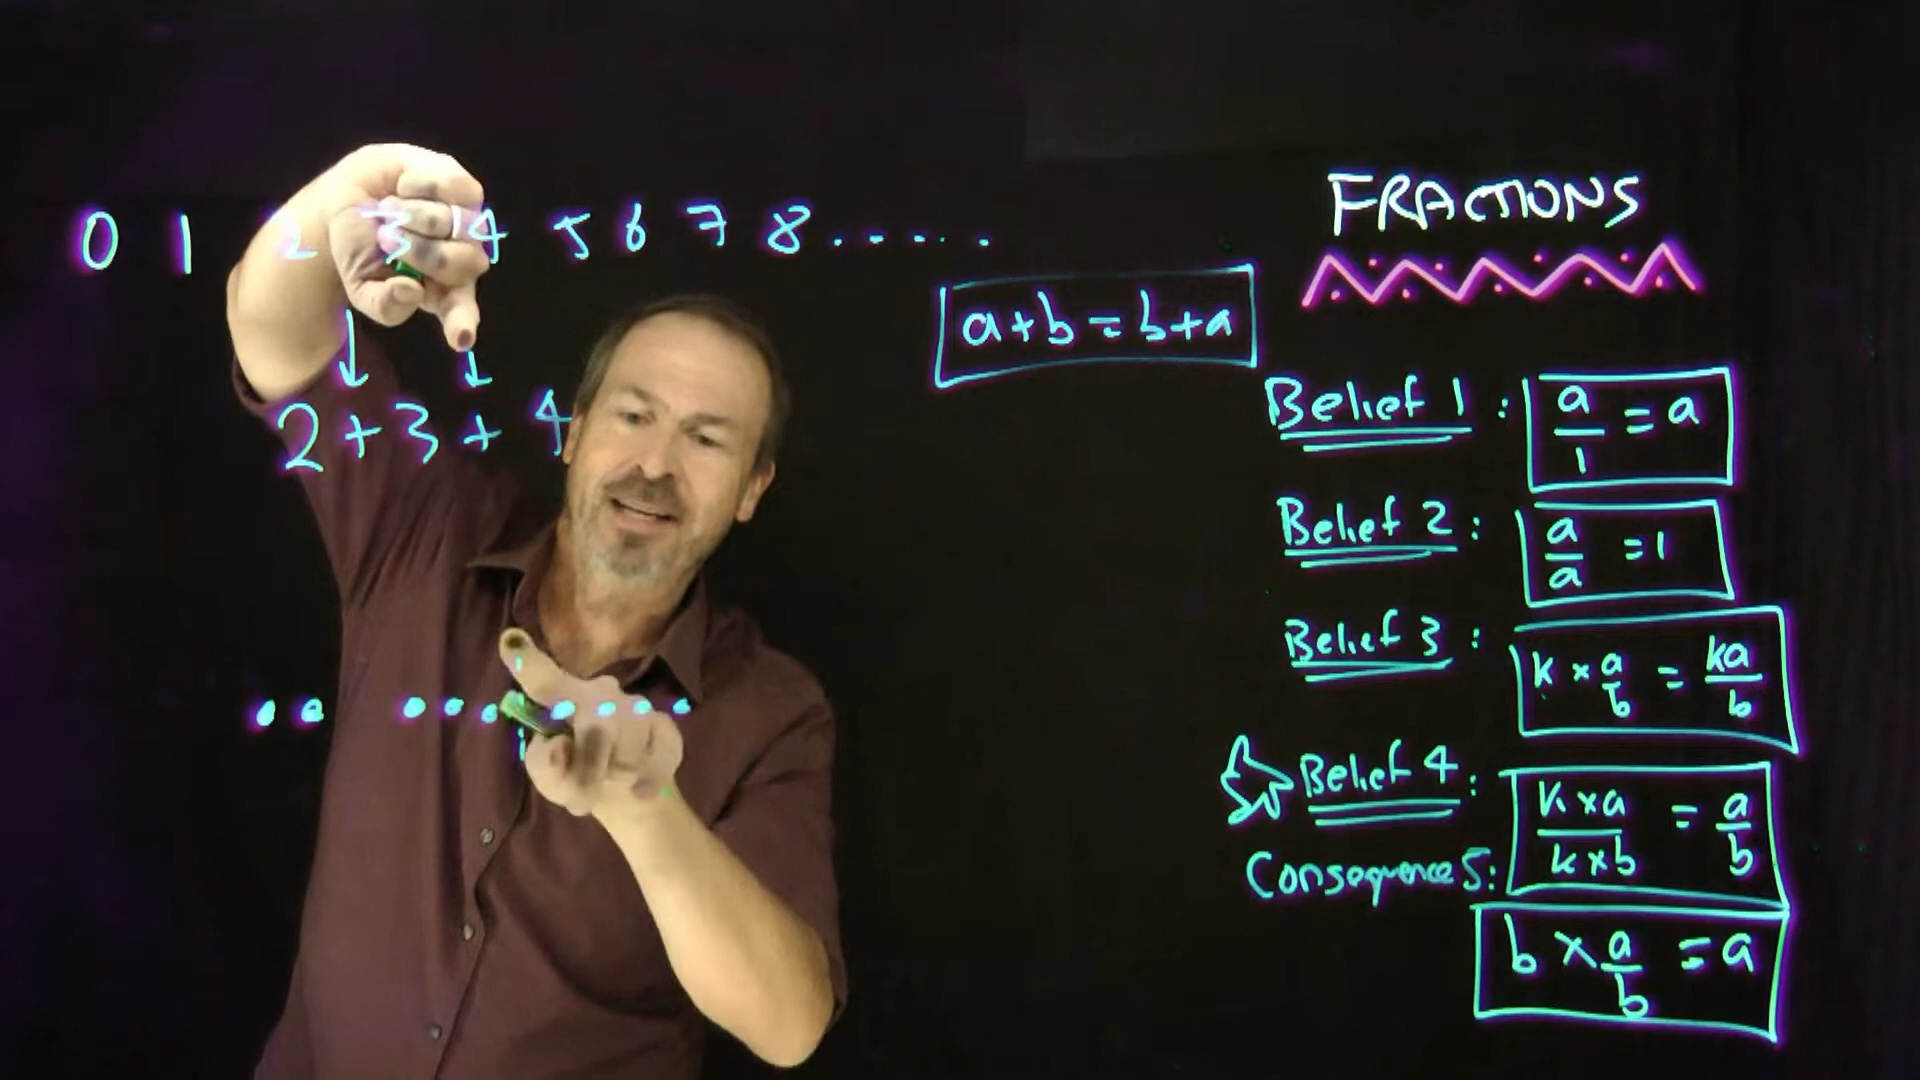 0 1 2 3 4 5 6 7 8 . . . . .
a+b=b+a
2+3+4
FRACTIONS
Belief 1 : a/1 = a
Belief 2 : a/a = 1
Belief 3 : k × a/b = ka/b
Belief 4 : k×a/k×b = a/b
Consequence 5:
b × a/b = a